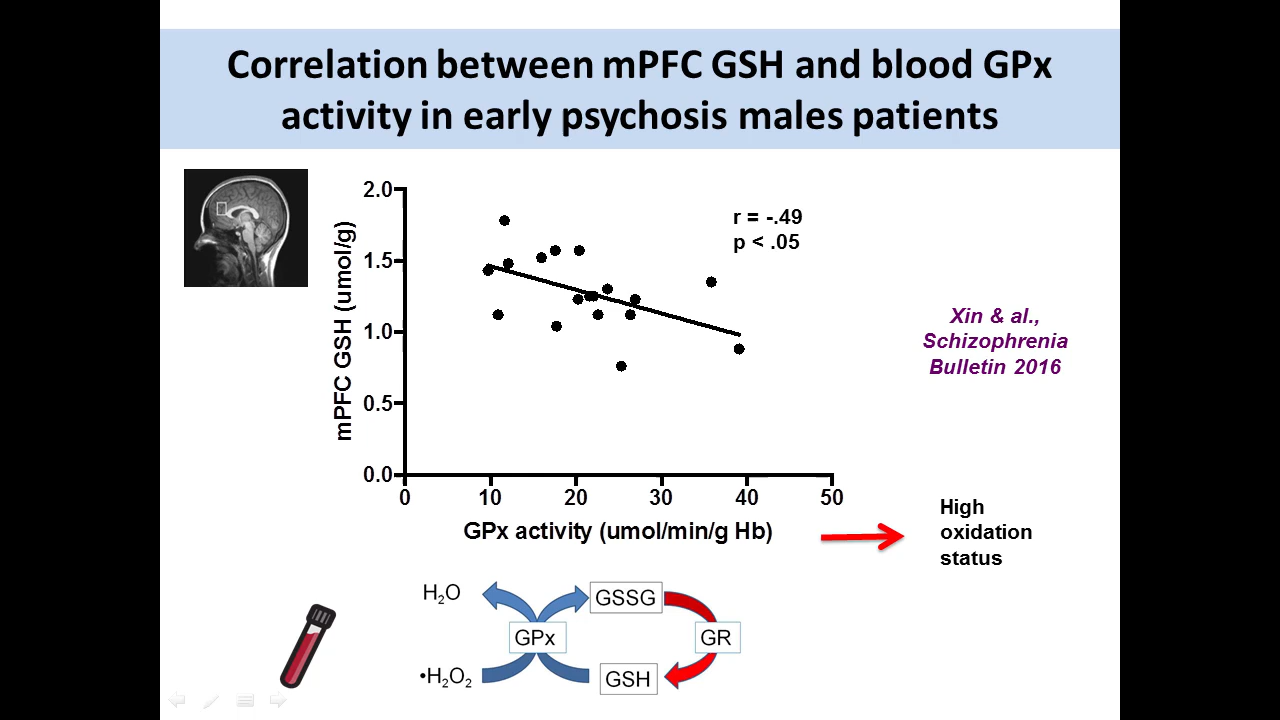 Correlation between mPFC GSH and blood GPx
activity in early psychosis males patients
2.0
1.5
1.0
0.5
0.0
mPFC GSH (umol/g)
r = -.49
p < .05
0 10 20 30 40 50
GPx activity (umol/min/g Hb)
Xin & al.,
Schizophrenia
Bulletin 2016
High
oxidation
status
H₂O
GSSG
GPx
GR
•H₂O₂
GSH